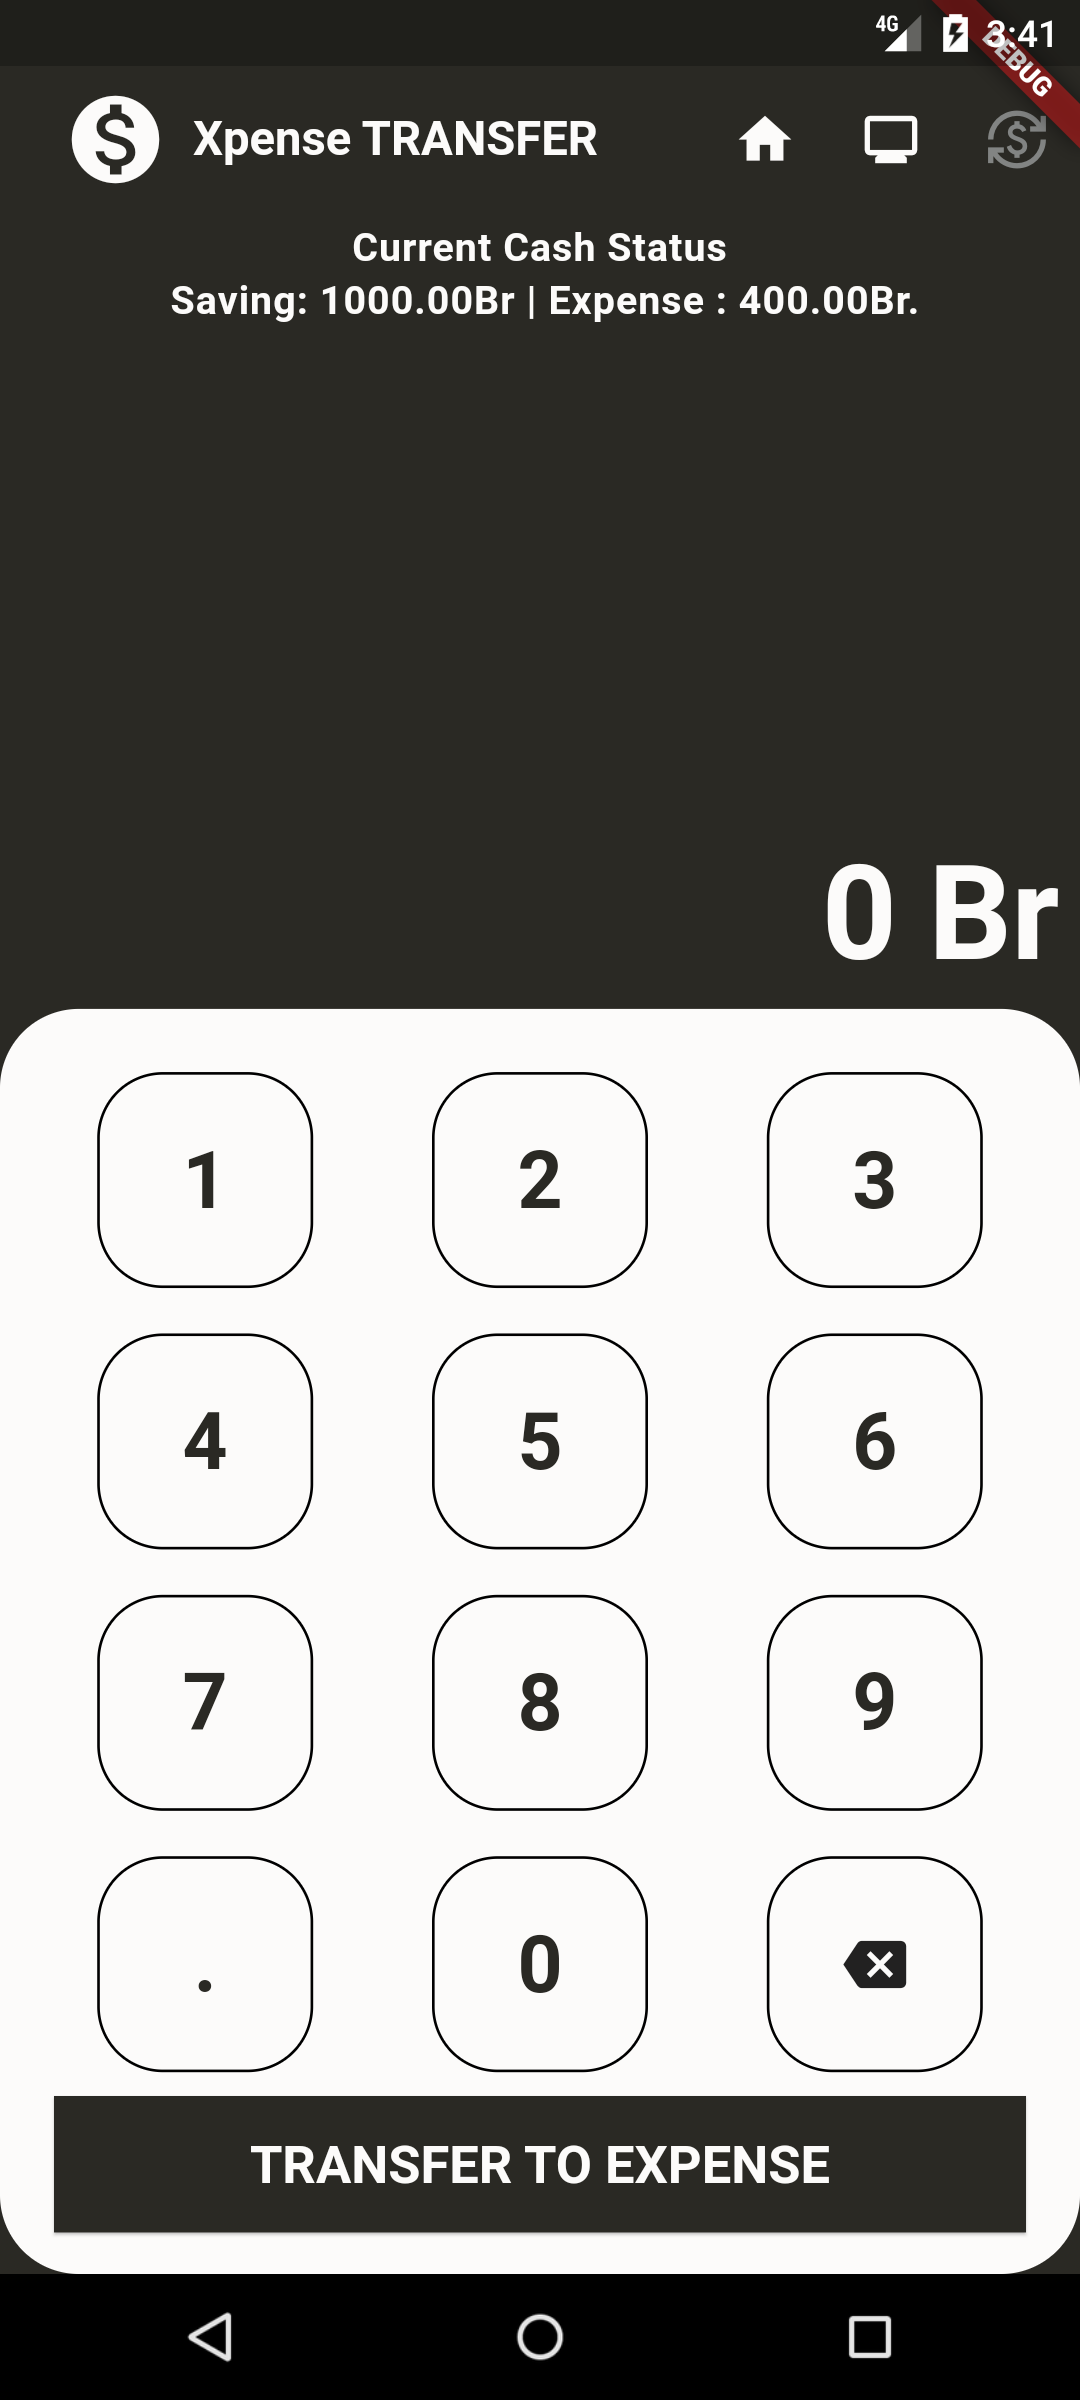 4G 3:41
DEBUG
Xpense TRANSFER
Current Cash Status
Saving: 1000.00Br | Expense : 400.00Br.
0 Br
1 2 3
4 5 6
7 8 9
. 0
TRANSFER TO EXPENSE